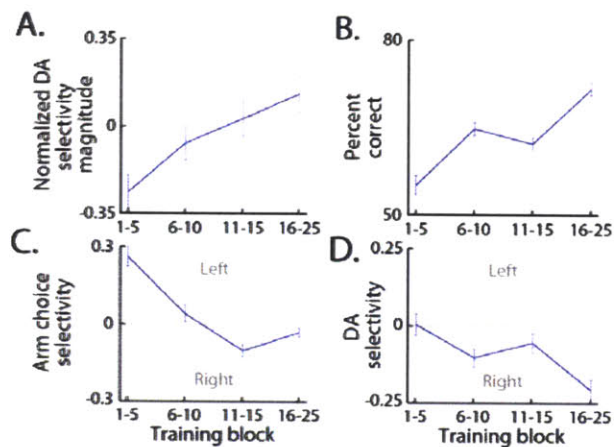 A.
Normalized DA
selectivity
magnitude
0.35
0
-0.35
1-5 6-10 11-15 16-25
B.
Percent
correct
80
50
1-5 6-10 11-15 16-25
C.
Arm choice
selectivity
0.3
0
-0.3
Left
Right
1-5 6-10 11-15 16-25
Training block
D.
DA
selectivity
0.25
0
-0.25
Left
Right
1-5 6-10 11-15 16-25
Training block